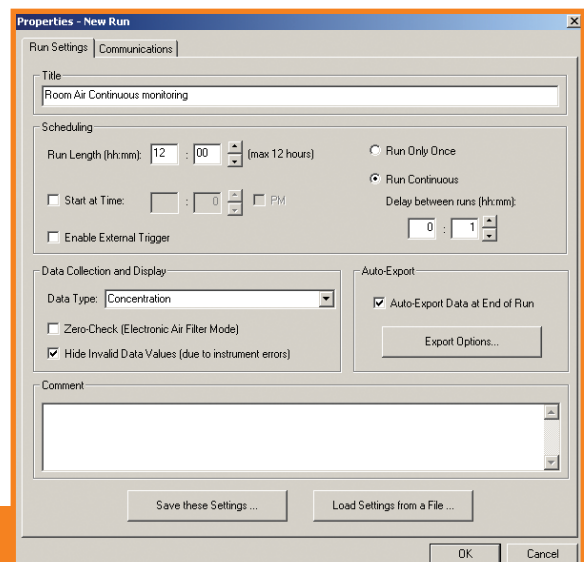 Properties - New Run
Run Settings Communications
Title
Room Air Continuous monitoring
Scheduling
Run Length (hh:mm): 12 : 00 (max 12 hours)
Run Only Once
Start at Time: : 0 PM
Run Continuous
Delay between runs (hh:mm):
0 : 1
Enable External Trigger
Data Collection and Display
Data Type: Concentration
Zero-Check (Electronic Air Filter Mode)
Hide Invalid Data Values (due to instrument errors)
Auto-Export
Auto-Export Data at End of Run
Export Options...
Comment
Save these Settings ... Load Settings from a File ...
OK Cancel